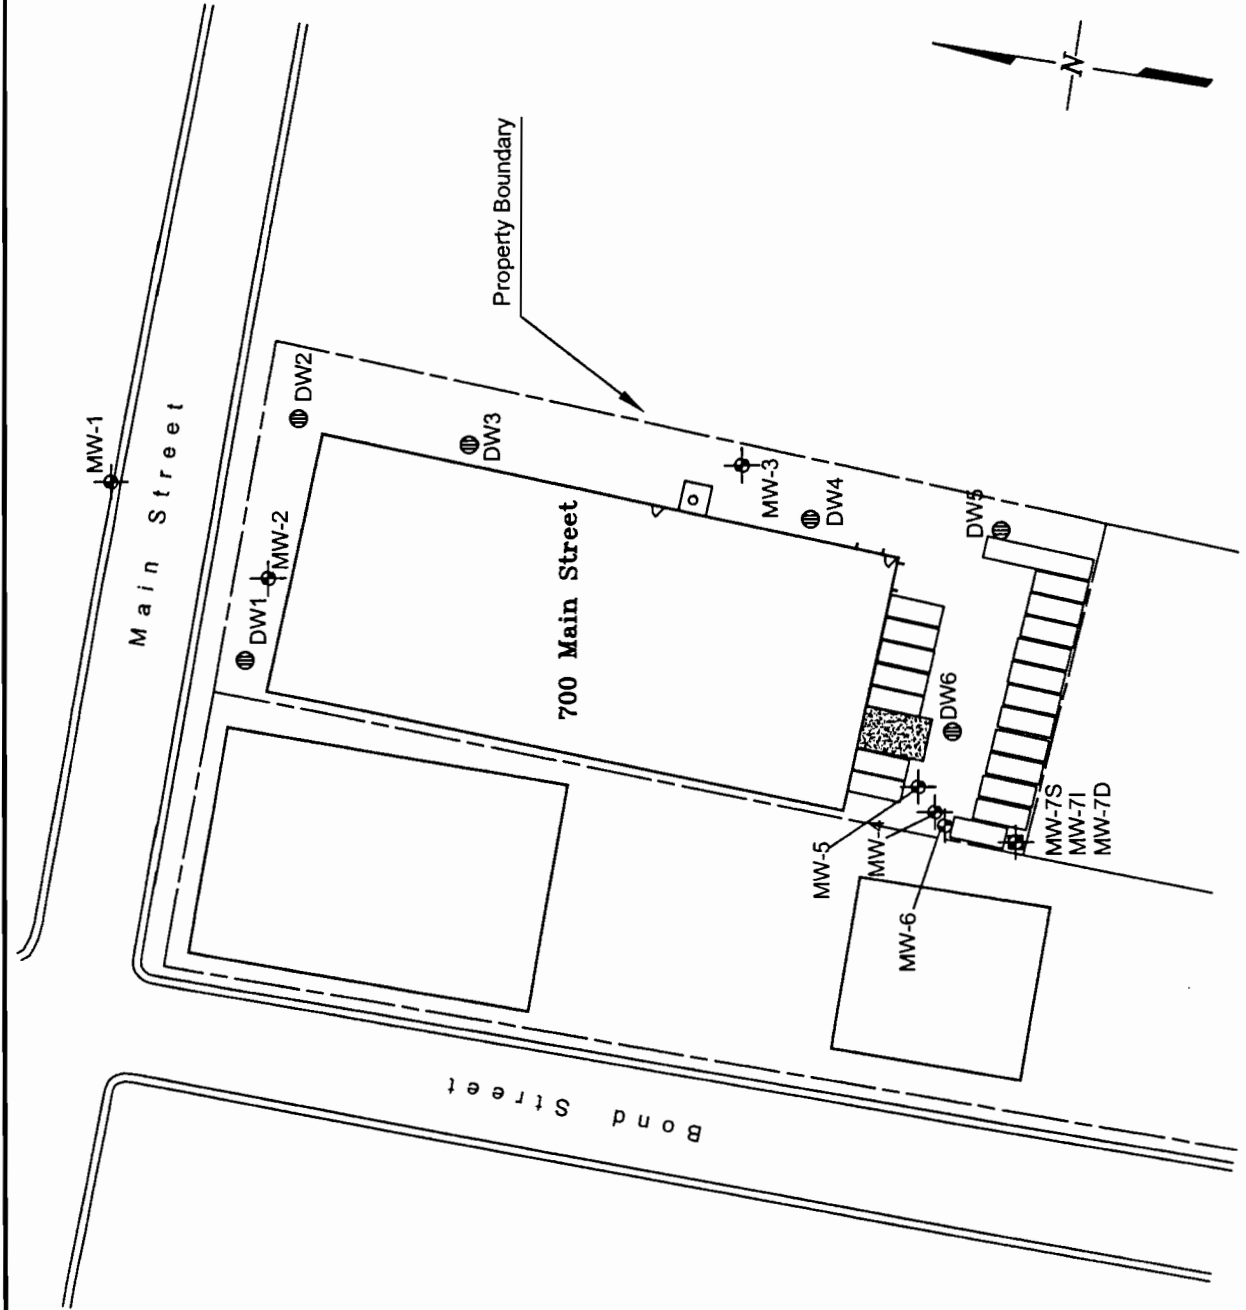 MW-1
Main Street
N
Property Boundary
DW2
DW3
MW-2
DW1
700 Main Street
MW-3
DW4
DW5
DW6
MW-5
MW-4
MW-6
MW-7S
MW-7I
MW-7D
Bond Street